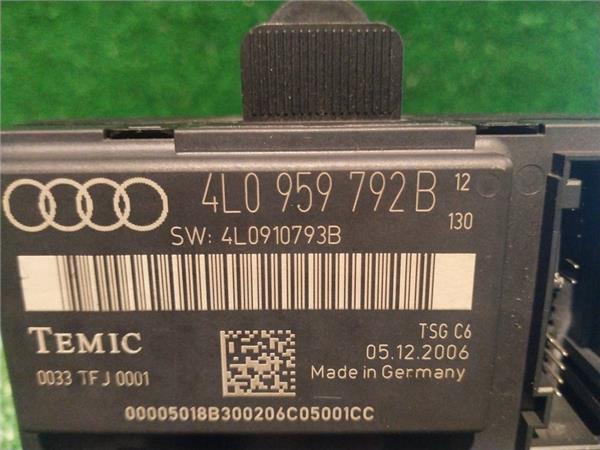 4L0 959 792B 12
130
SW: 4L0910793B
TEMIC
TSG C6
05.12.2006
0033 TFJ 0001
Made in Germany
00005018B300206C05001CC